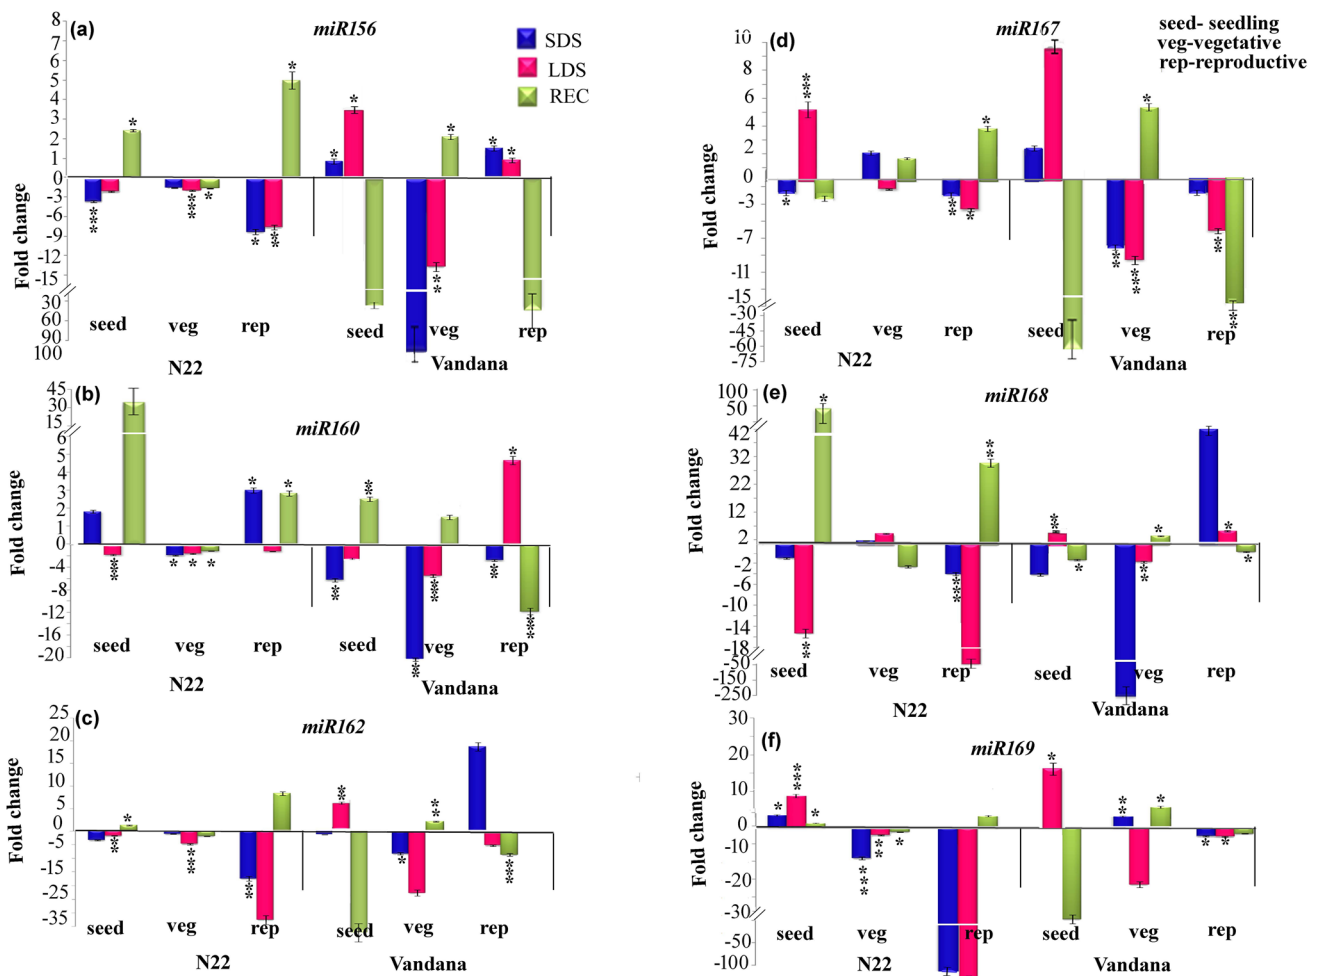 (a)
miR156
SDS
LDS
REC
8
7
6
5
4
3
2
1
0
-3
-6
-9
-12
-15
30
60
90
100
Fold change
seed veg rep seed veg rep
N22 Vandana
(b)
miR160
45
30
15
6
5
4
3
2
1
0
-4
-8
-12
-16
-20
Fold change
seed veg rep seed veg rep
N22 Vandana
(c)
miR162
25
20
15
10
5
0
-5
-15
-25
-35
Fold change
seed veg rep seed veg rep
N22 Vandana
(d)
miR167
seed- seedling
veg-vegetative
rep-reproductive
10
8
6
4
2
0
-3
-7
-11
-15
-30
-45
-60
-75
Fold change
seed veg rep seed veg rep
N22 Vandana
(e)
miR168
100
50
42
32
22
12
2
-2
-6
-10
-14
-18
-50
-150
-250
Fold change
seed veg rep seed veg rep
N22 Vandana
(f)
miR169
30
20
10
0
-10
-20
-30
-50
-100
Fold change
seed veg rep seed veg rep
N22 Vandana